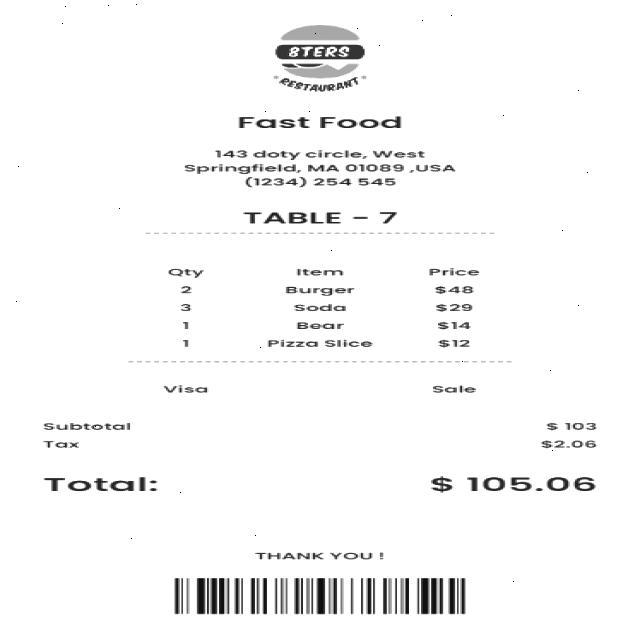 8TERS
RESTAURANT
Fast Food
143 doty circle, West
Springfield, MA 01089 ,USA
(1234) 254 545
TABLE - 7
Qty Item Price
2 Burger $48
3 Soda $29
1 Bear $14
1 Pizza Slice $12
Visa Sale
Subtotal $ 103
Tax $2.06
Total: $ 105.06
THANK YOU !